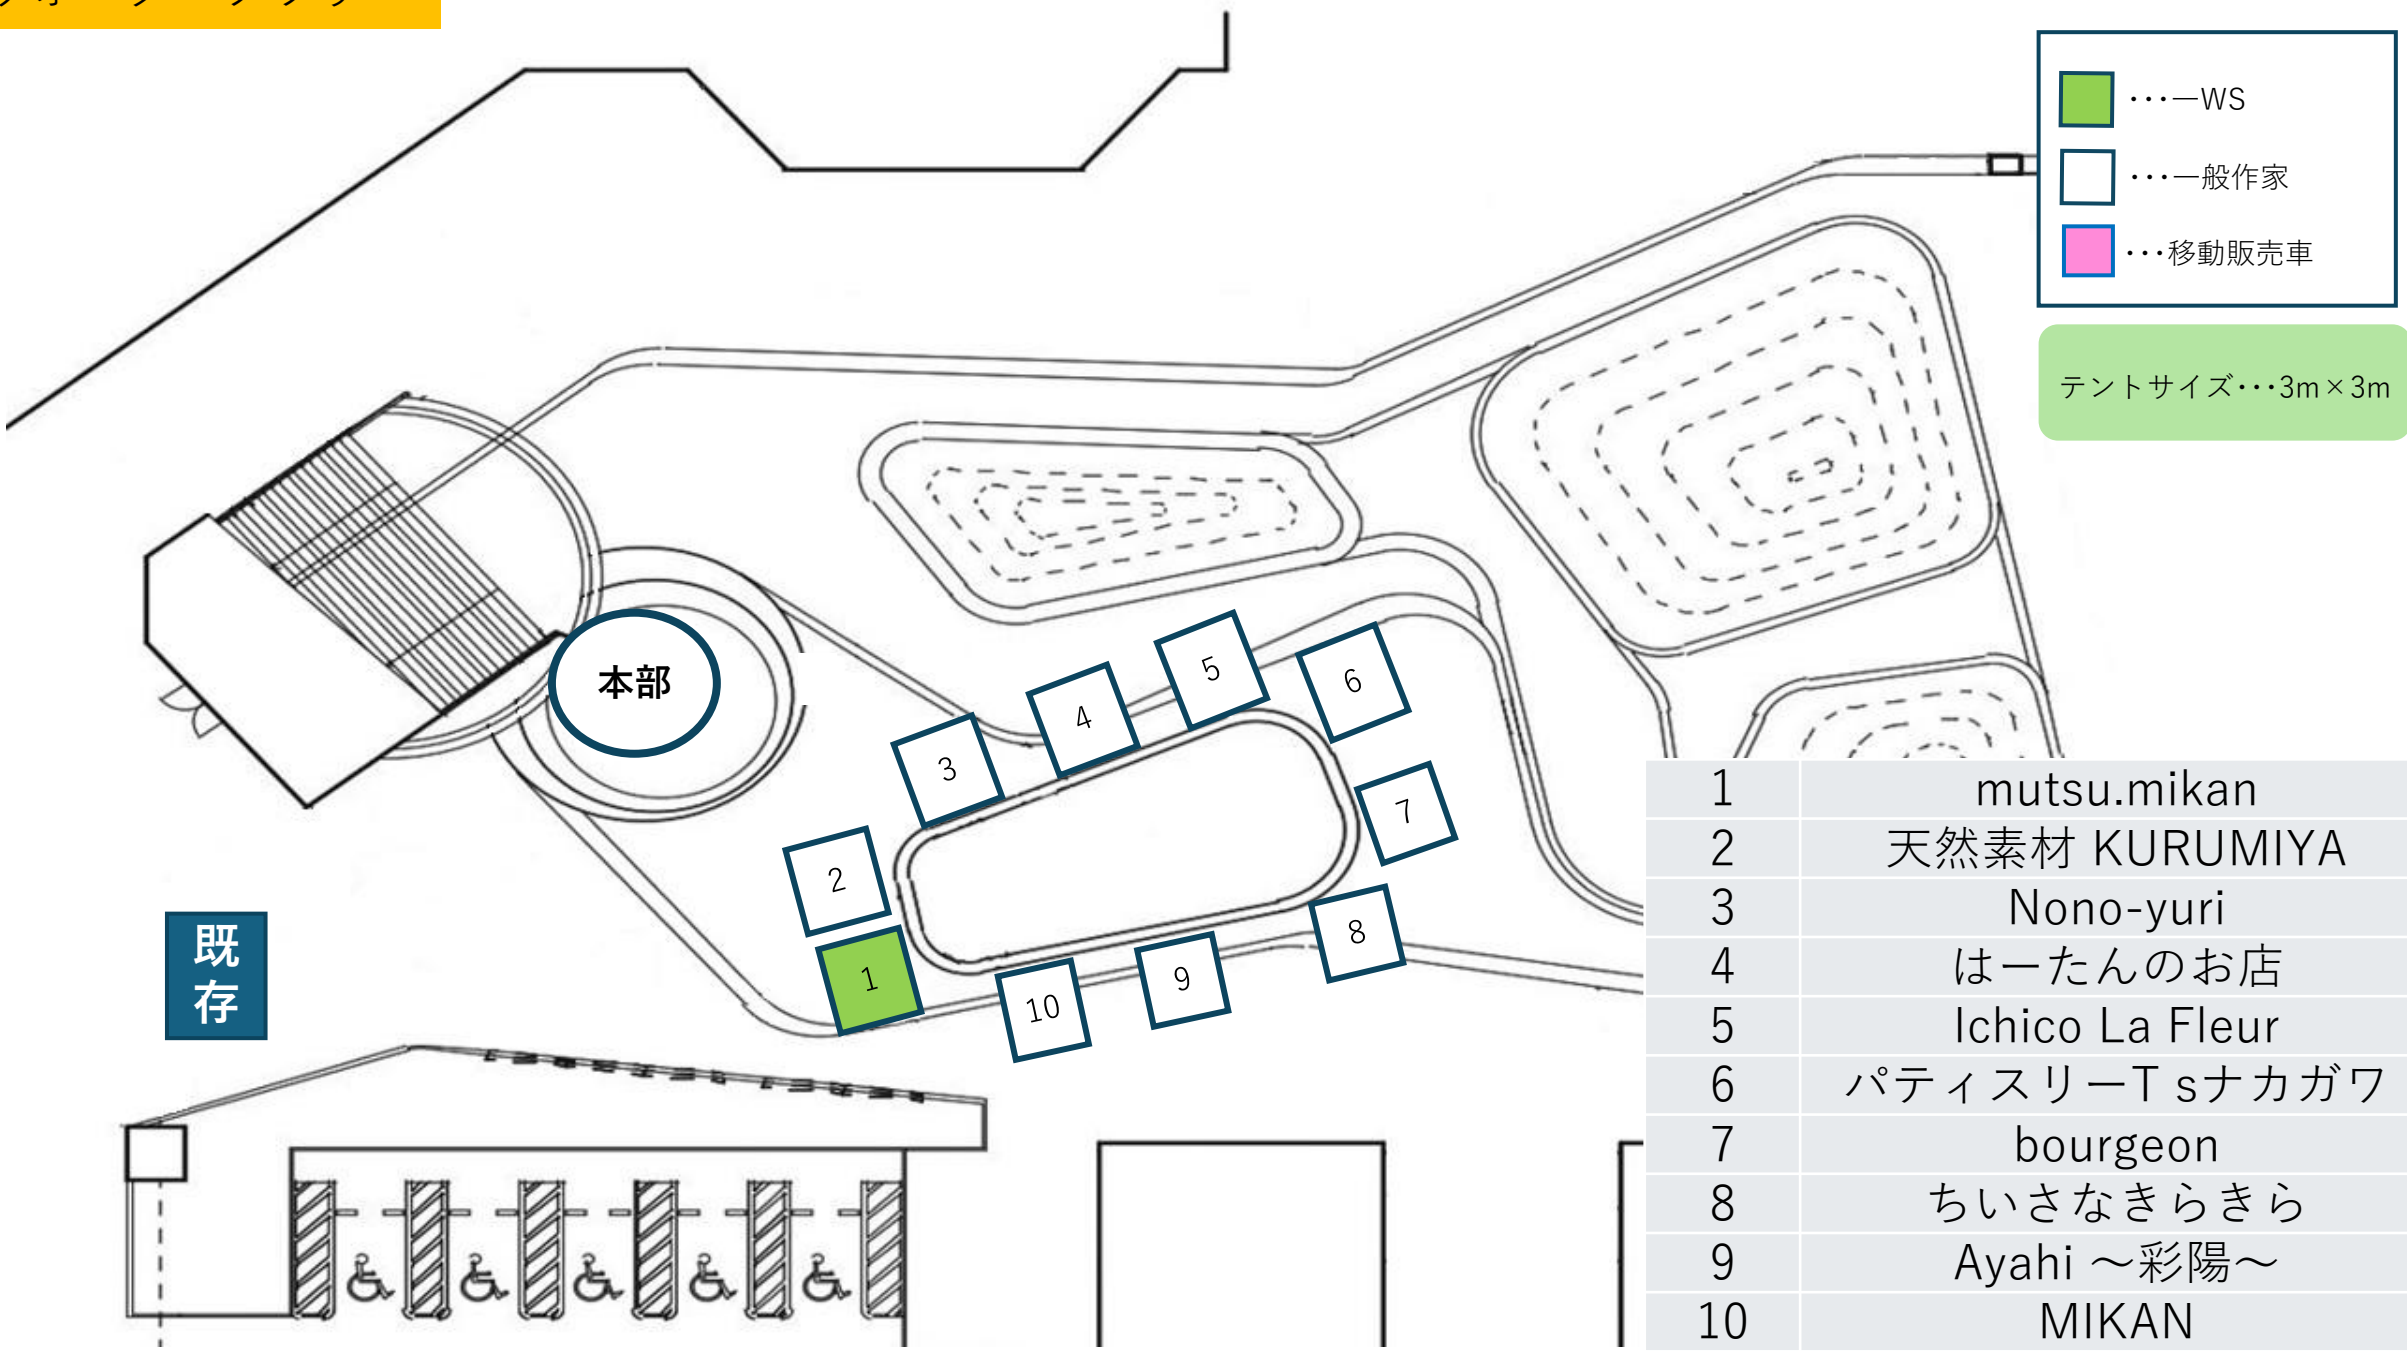 ･･･―WS
･･･一般作家
･･･移動販売車
テントサイズ･･･3m×3m
本部
5
6
4
3
7
2
8
1
9
10
既
存
1 mutsu.mikan
2 天然素材 KURUMIYA
3 Nono-yuri
4 はーたんのお店
5 Ichico La Fleur
6 パティスリーT sナカガワ
7 bourgeon
8 ちいさなきらきら
9 Ayahi ～彩陽～
10 MIKAN